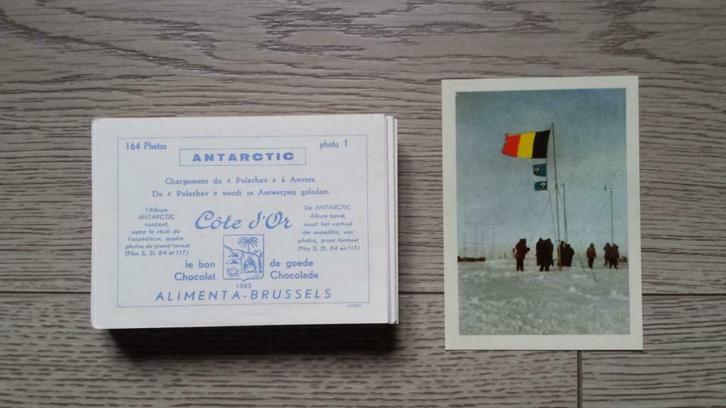 164 Photos
photo 1
ANTARCTIC
Chargement du « Polarhav » à Anvers.
De « Polarhav » wordt te Antwerpen geladen.
l'Album
ANTARCTIC
contient,
outre le récit de
l'expédition, quatre
photos de grand format
(Nos 3, 31, 84 et 117)
Côte d'Or
De ANTARCTIC
Album bevat,
naast het verhaal
der expeditie, vier
photos, groot formaat
(Nos 3, 31, 84 en 117)
le bon
Chocolat
de goede
Chocolade
1883
ALIMENTA-BRUSSELS